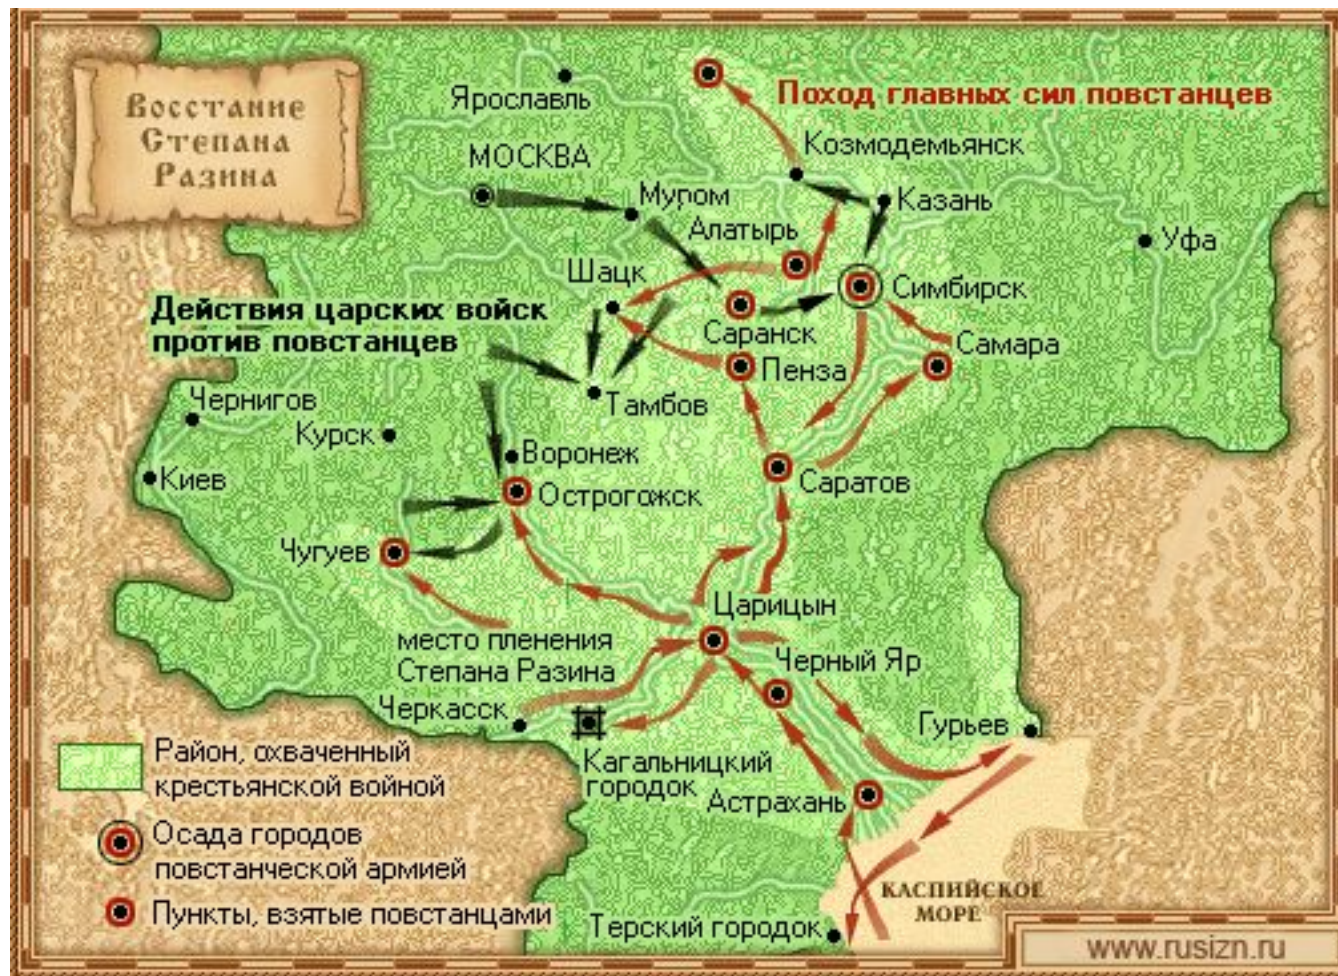 Восстание
Степана
Разина
Ярославль
Поход главных сил повстанцев
МОСКВА
Козмодемьянск
Муром
Казань
Алатырь
Уфа
Шацк
Симбирск
Действия царских войск
против повстанцев
Саранск
Самара
Пенза
Тамбов
Чернигов
Курск
Воронеж
Киев
Острогожск
Саратов
Чугуев
Царицын
место пленения
Степана Разина
Черный Яр
Черкасск
Гурьев
Кагальницкий
городок
Астрахань
Район, охваченный
крестьянской войной
Осада городов
повстанческой армией
Пункты, взятые повстанцами
КАСПИЙСКОЕ
МОРЕ
Терский городок
www.rusizn.ru